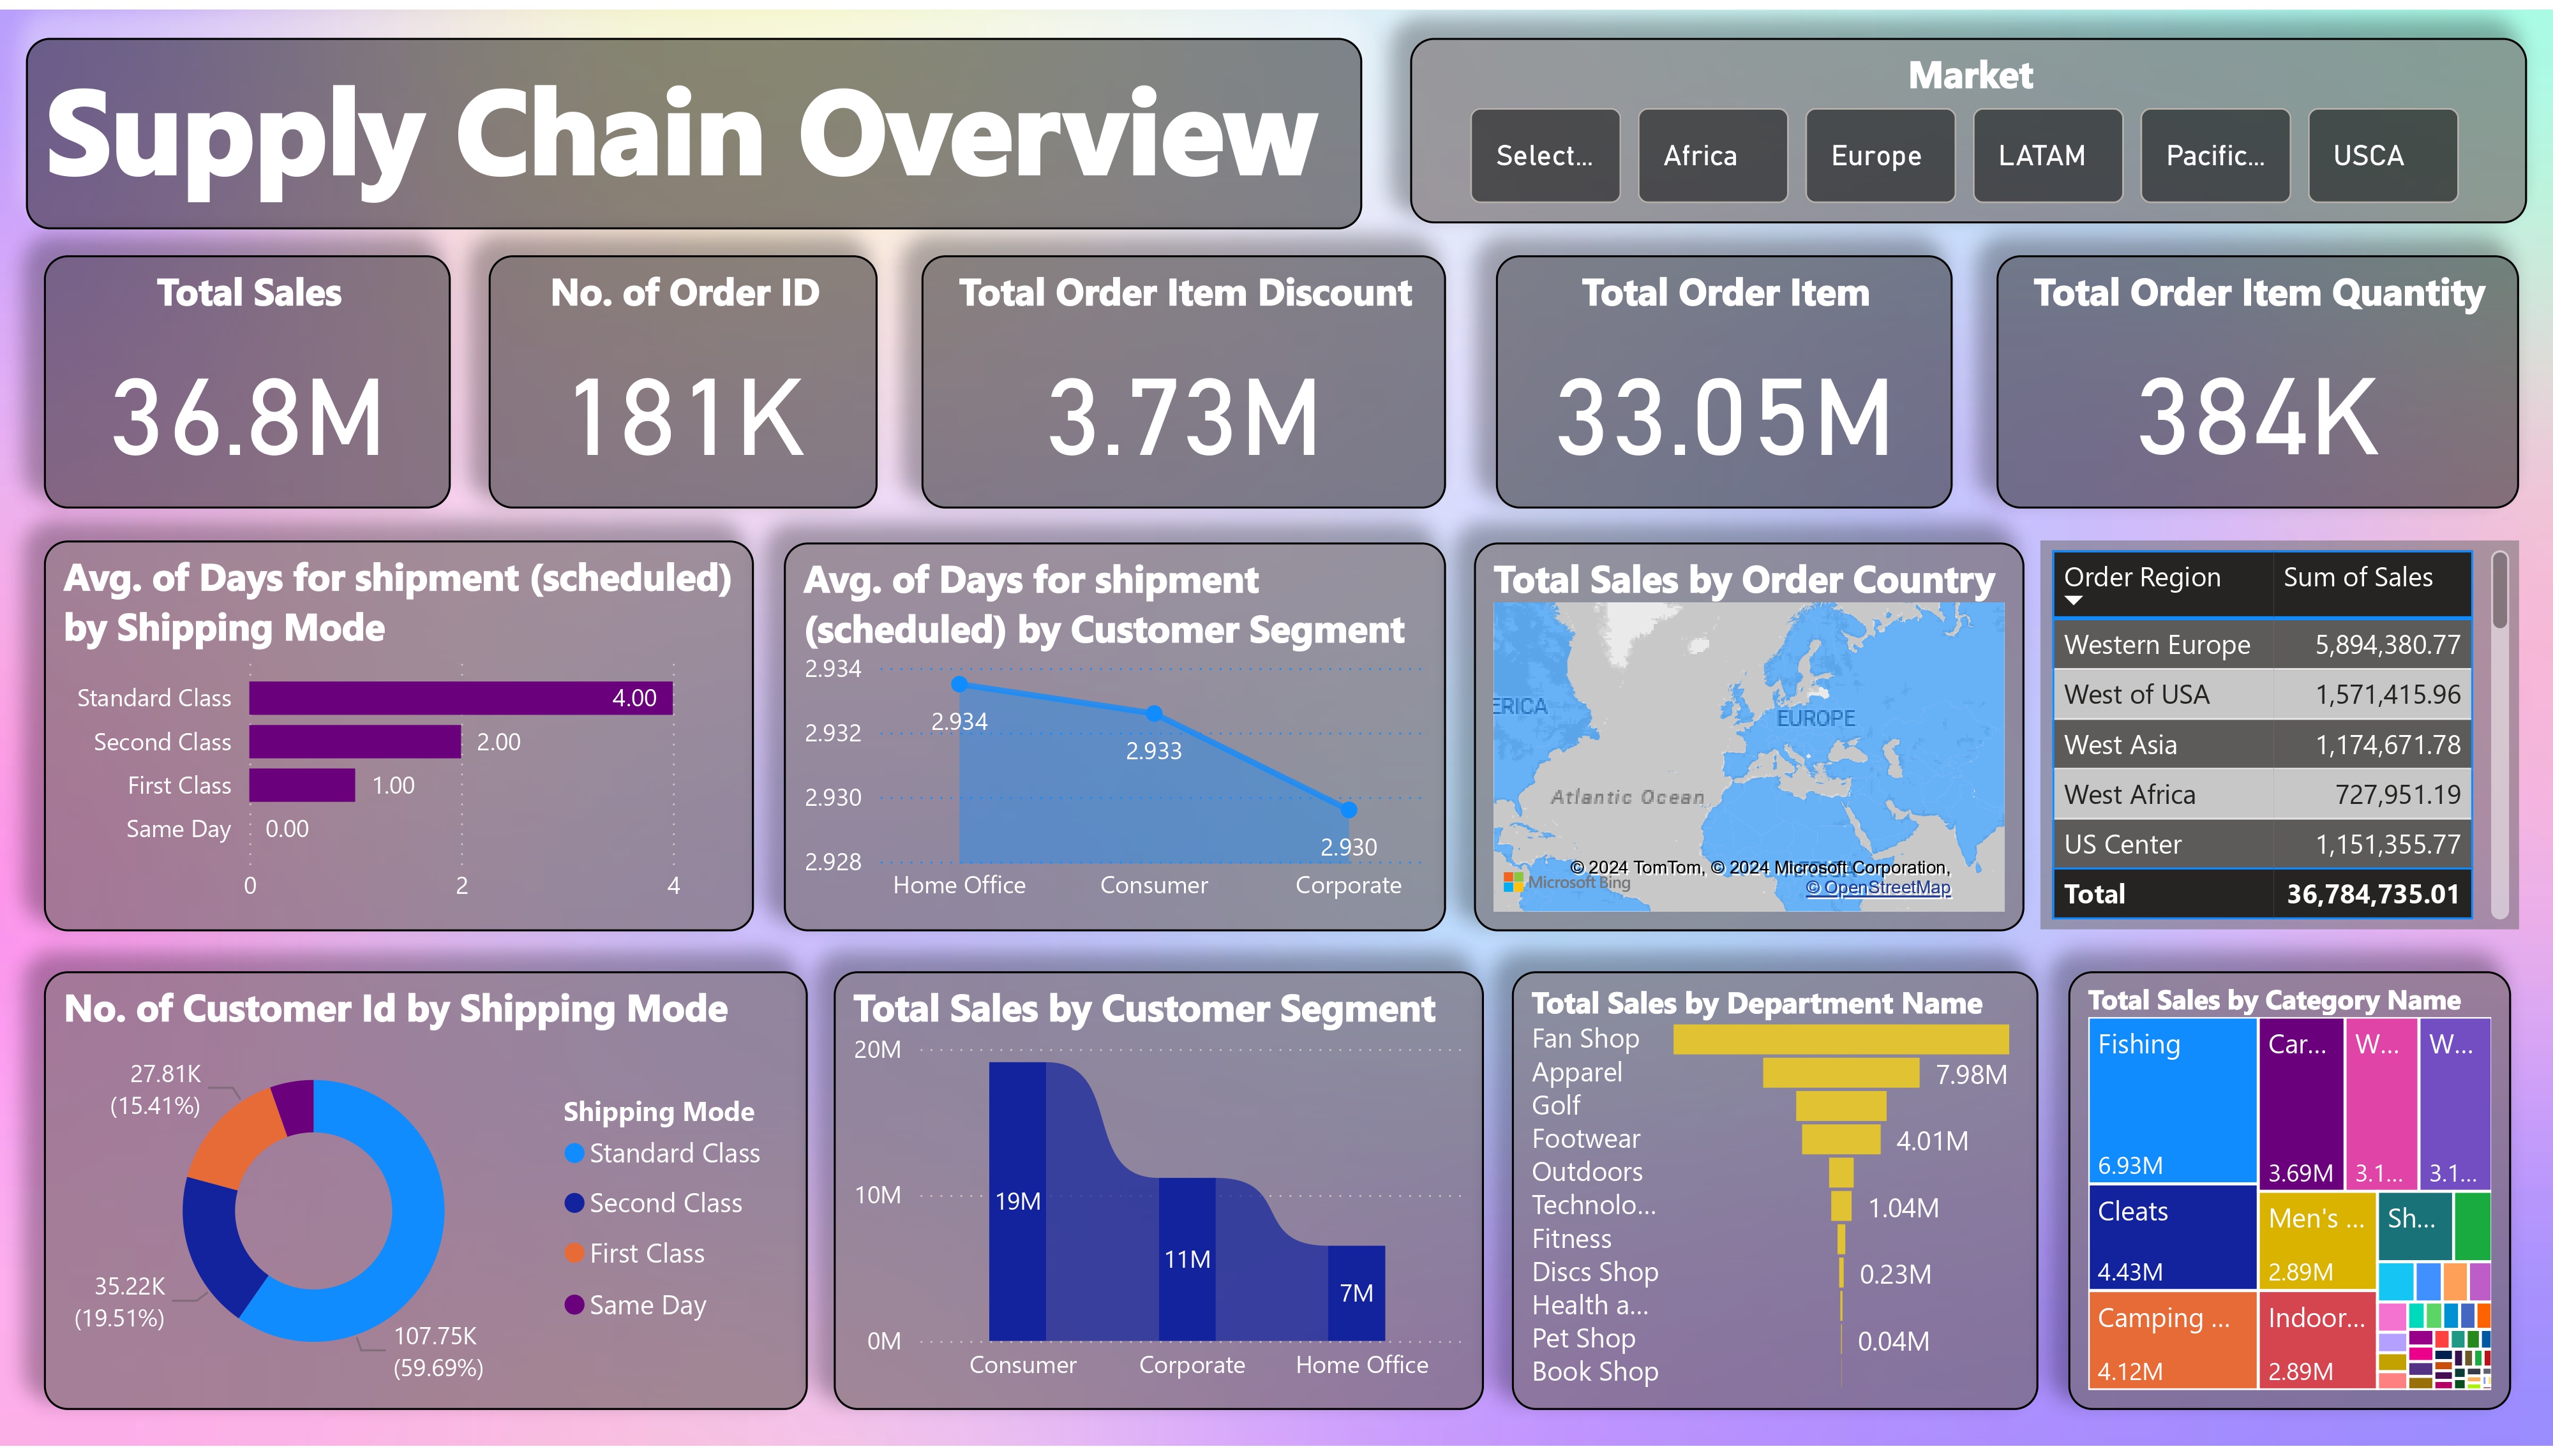 Supply Chain Overview
Market
Select...
Africa
Europe
LATAM
Pacific...
USCA
Total Sales
36.8M
No. of Order ID
181K
Total Order Item Discount
3.73M
Total Order Item
33.05M
Total Order Item Quantity
384K
Avg. of Days for shipment (scheduled)
by Shipping Mode
Standard Class
4.00
Second Class
2.00
First Class
1.00
Same Day
0.00
0
2
4
Avg. of Days for shipment
(scheduled) by Customer Segment
2.934
2.932
2.930
2.928
2.934
2.933
2.930
Home Office
Consumer
Corporate
Total Sales by Order Country
ERICA
EUROPE
Atlantic Ocean
© 2024 TomTom, © 2024 Microsoft Corporation,
© OpenStreetMap
Microsoft Bing
Order Region Sum of Sales
Western Europe 5,894,380.77
West of USA 1,571,415.96
West Asia 1,174,671.78
West Africa 727,951.19
US Center 1,151,355.77
Total 36,784,735.01
No. of Customer Id by Shipping Mode
27.81K
(15.41%)
35.22K
(19.51%)
107.75K
(59.69%)
Shipping Mode
Standard Class
Second Class
First Class
Same Day
Total Sales by Customer Segment
20M
10M
0M
19M
11M
7M
Consumer
Corporate
Home Office
Total Sales by Department Name
Fan Shop
Apparel 7.98M
Golf
Footwear 4.01M
Outdoors
Technolo... 1.04M
Fitness
Discs Shop 0.23M
Health a...
Pet Shop 0.04M
Book Shop
Total Sales by Category Name
Fishing
6.93M
Car...
3.69M
W...
3.1...
W...
3.1...
Cleats
4.43M
Men's ...
2.89M
Sh...
Camping ...
4.12M
Indoor...
2.89M